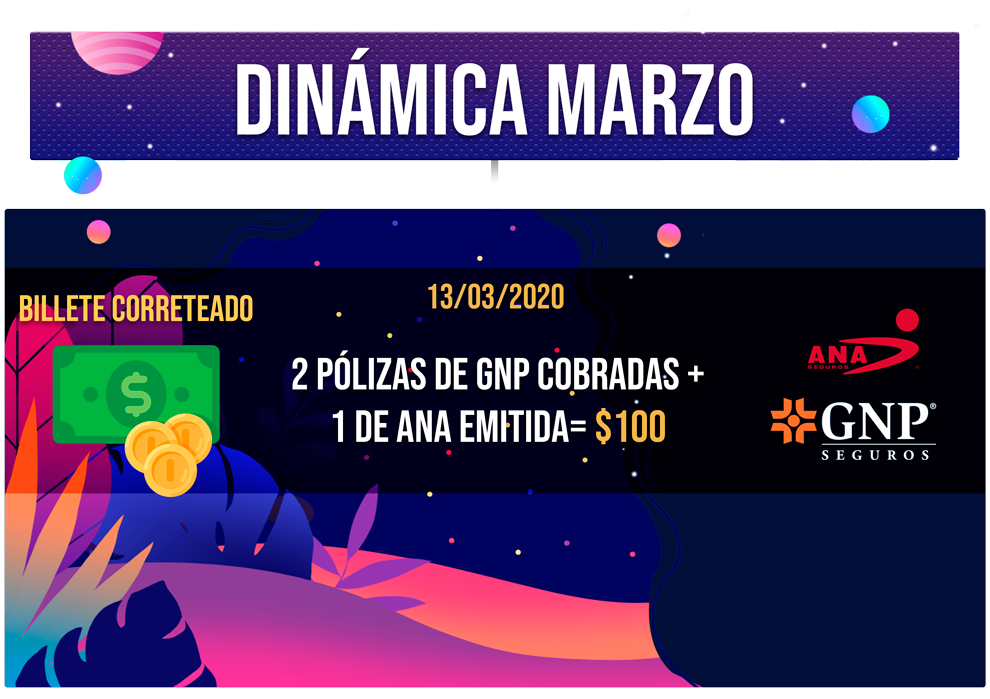 DINÁMICA MARZO
BILLETE CORRETEADO
13/03/2020
2 PÓLIZAS DE GNP COBRADAS +
1 DE ANA EMITIDA= $100
ANA
SEGUROS
GNP®
SEGUROS